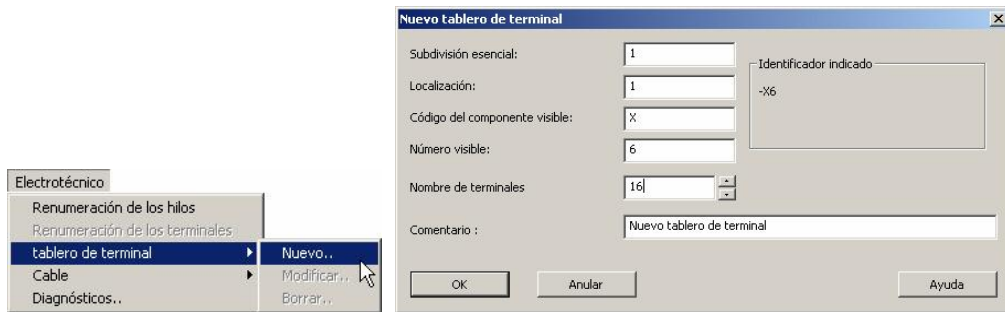 Electrotécnico
Renumeración de los hilos
Renumeración de los terminales
tablero de terminal
Cable
Diagnósticos..
Nuevo..
Modificar..
Borrar..
Nuevo tablero de terminal
Subdivisión esencial: 1
Localización: 1
Código del componente visible: X
Número visible: 6
Nombre de terminales 16
Comentario : Nuevo tablero de terminal
Identificador indicado
-X6
OK Anular Ayuda